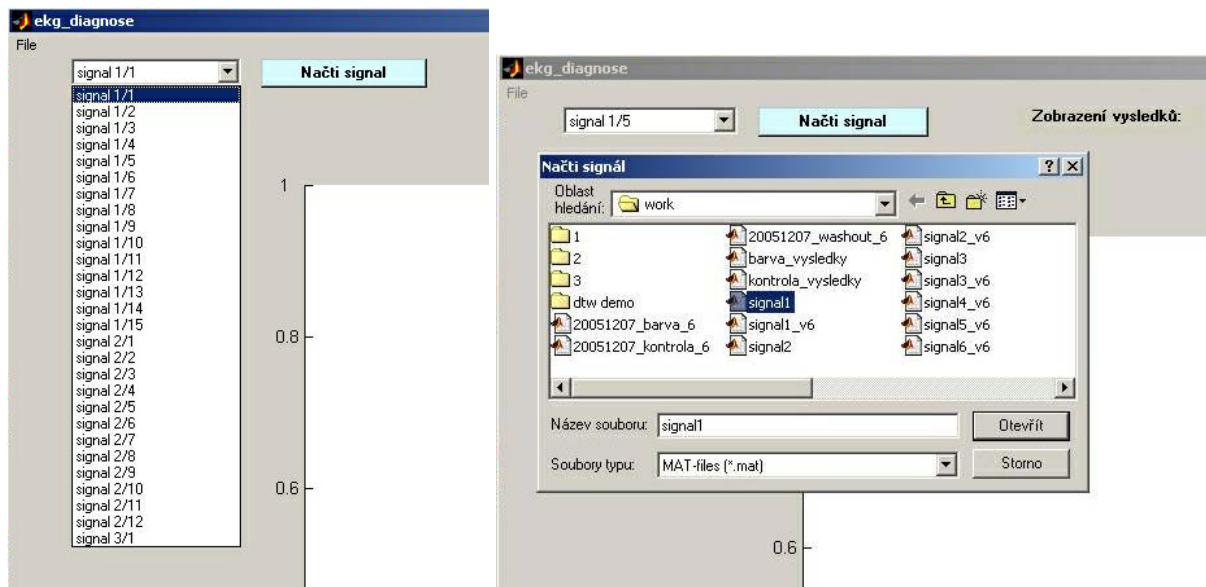 ekg_diagnose
File
signal 1/1
Načti signal
signal 1/1
signal 1/2
signal 1/3
signal 1/4
signal 1/5
signal 1/6
signal 1/7
signal 1/8
signal 1/9
signal 1/10
signal 1/11
signal 1/12
signal 1/13
signal 1/14
signal 1/15
signal 2/1
signal 2/2
signal 2/3
signal 2/4
signal 2/5
signal 2/6
signal 2/7
signal 2/8
signal 2/9
signal 2/10
signal 2/11
signal 2/12
signal 3/1
1
0.8
0.6
ekg_diagnose
File
signal 1/5
Načti signal
Zobrazení vysledků:
Načti signál
Oblast
hledání:
work
1
2
3
dtw demo
20051207_barva_6
20051207_kontrola_6
20051207_washout_6
barva_vysledky
kontrola_vysledky
signal1
signal1_v6
signal2
signal2_v6
signal3
signal3_v6
signal4_v6
signal5_v6
signal6_v6
Název souboru:
signal1
Otevřít
Soubory typu:
MAT-files (*.mat)
Storno
0.6